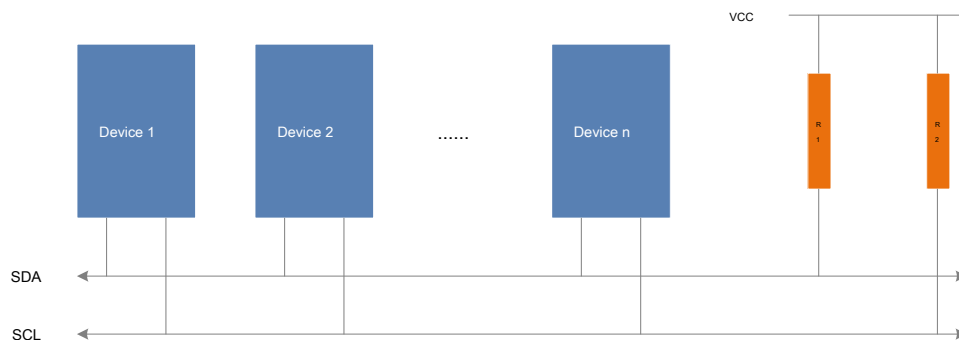 VCC
Device 1
Device 2
......
Device n
R
1
R
2
SDA
SCL